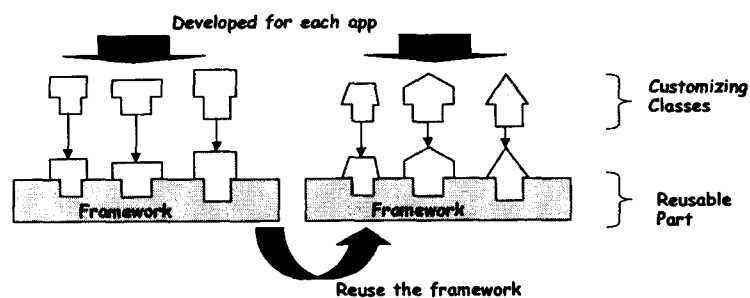 Developed for each app
Customizing
Classes
Framework
Framework
Reusable
Part
Reuse the framework